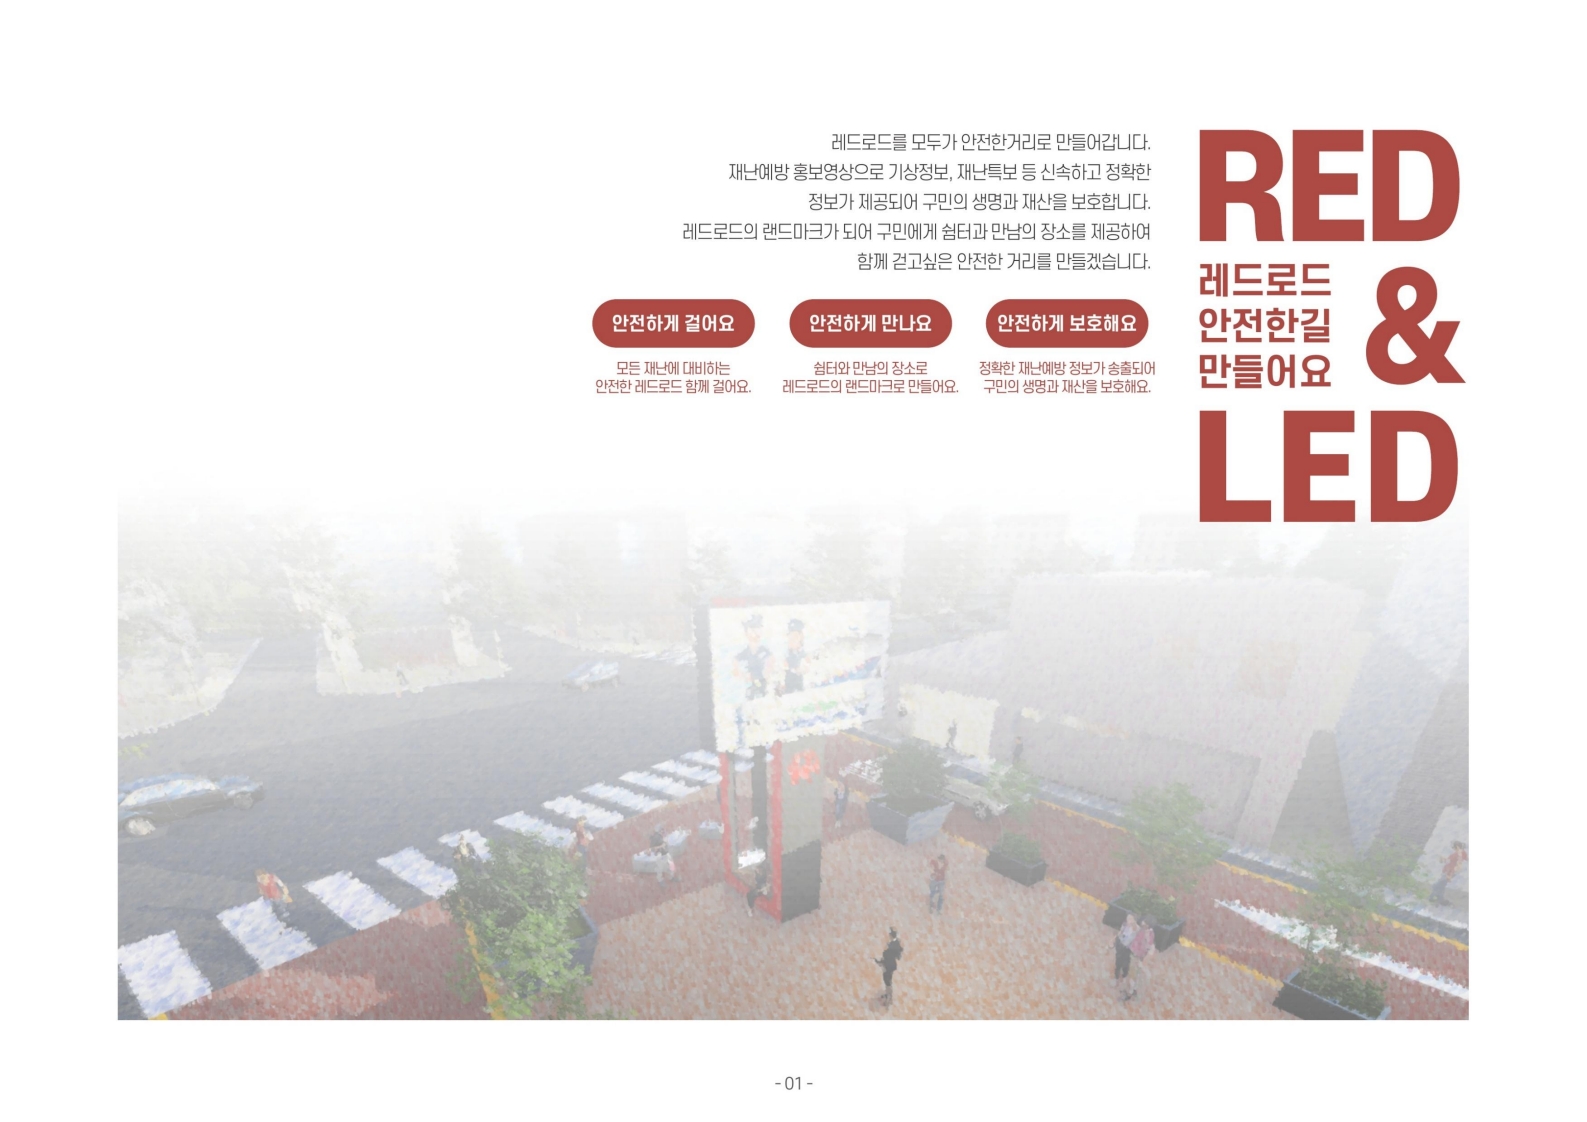 RED
&
LED
레드로드
안전한길
만들어요
레드로드를 모두가 안전한거리로 만들어갑니다.
재난예방 홍보영상으로 기상정보, 재난특보 등 신속하고 정확한
정보가 제공되어 구민의 생명과 재산을 보호합니다.
레드로드의 랜드마크가 되어 구민에게 쉼터과 만남의 장소를 제공하여
함께 걷고싶은 안전한 거리를 만들겠습니다.
안전하게 걸어요
모든 재난에 대비하는
안전한 레드로드 함께 걸어요.
안전하게 만나요
쉼터와 만남의 장소로
레드로드의 랜드마크로 만들어요.
안전하게 보호해요
정확한 재난예방 정보가 송출되어
구민의 생명과 재산을 보호해요.
- 01 -